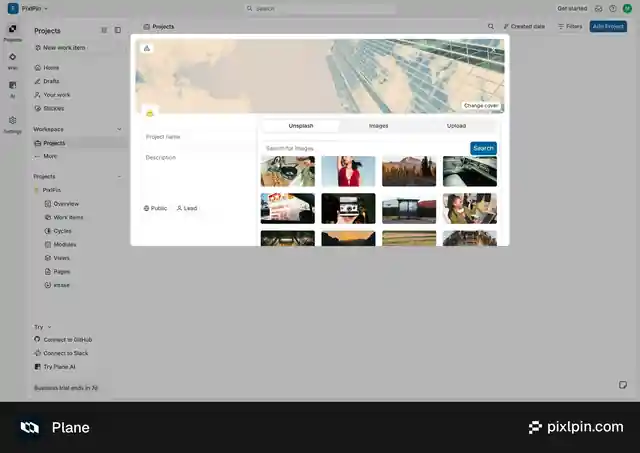 PixlPin
Search
Get started
M
Projects
Wiki
AI
Settings
Projects
New work item
Home
Drafts
Your work
Stickies
Workspace
Projects
More
Projects
PixlPin
Overview
Work items
Cycles
Modules
Views
Pages
Intake
Try
Connect to GitHub
Connect to Slack
Try Plane AI
Business trial ends in
Projects
Created date
Filters
Add Project
Change cover
Project name
Description
Public
Lead
Unsplash
Images
Upload
Search for images
Search
Plane
pixlpin.com